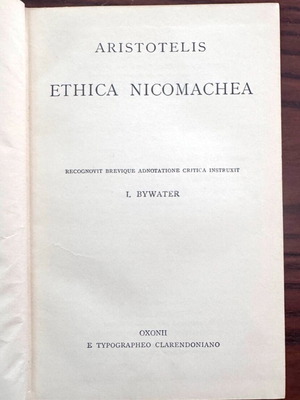 ARISTOTELIS
ETHICA NICOMACHEA
RECOGNOVIT BREVIQUE ADNOTATIONE CRITICA INSTRUXIT
I. BYWATER
OXONII
E TYPOGRAPHEO CLARENDONIANO